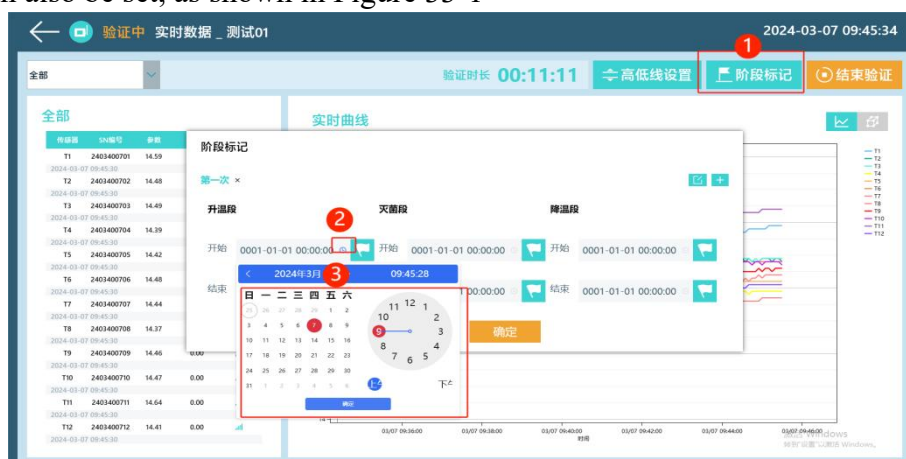 also be set, as shown in Figure 33-1
验证中 实时数据 _ 测试01
2024-03-07 09:45:34
1
全部
验证时长 00:11:11
高低线设置
阶段标记
结束验证
全部
实时曲线
传感器 SN编号 参数
T1 2403400701 14.59
2024-03-07 09:45:30
T2 2403400702 14.48
2024-03-07 09:45:30
T3 2403400703 14.49
2024-03-07 09:45:30
T4 2403400704 14.39
2024-03-07 09:45:30
T5 2403400705 14.42
2024-03-07 09:45:30
T6 2403400706 14.48
2024-03-07 09:45:30
T7 2403400707 14.44
2024-03-07 09:45:30
T8 2403400708 14.37
2024-03-07 09:45:30
T9 2403400709 14.46 0.00
2024-03-07 09:45:30
T10 2403400710 14.47 0.00
2024-03-07 09:45:30
T11 2403400711 14.64 0.00
2024-03-07 09:45:30
T12 2403400712 14.41 0.00
2024-03-07 09:45:30
阶段标记
第一次 ×
升温段 灭菌段 降温段
2
开始 0001-01-01 00:00:00 开始 0001-01-01 00:00:00 开始 0001-01-01 00:00:00
结束 00:00:00 结束 0001-01-01 00:00:00
确定
< 2024年3月 09:45:28
3
日 一 二 三 四 五 六
25 26 27 28 29 1 2
3 4 5 6 7 8 9
10 11 12 13 14 15 16
17 18 19 20 21 22 23
24 25 26 27 28 29 30
31 1 2 3 4 5 6
12 1 2 3 4 5 6 7 8 9 10 11
上午 下午
确定
T1
T2
T3
T4
T5
T6
T7
T8
T9
T10
T11
T12
03/07 09:36:00 03/07 09:38:00 03/07 09:40:00 03/07 09:42:00 03/07 09:44:00 03/07 09:46:00
时间
激活 Windows
转到"设置"以激活 Windows。